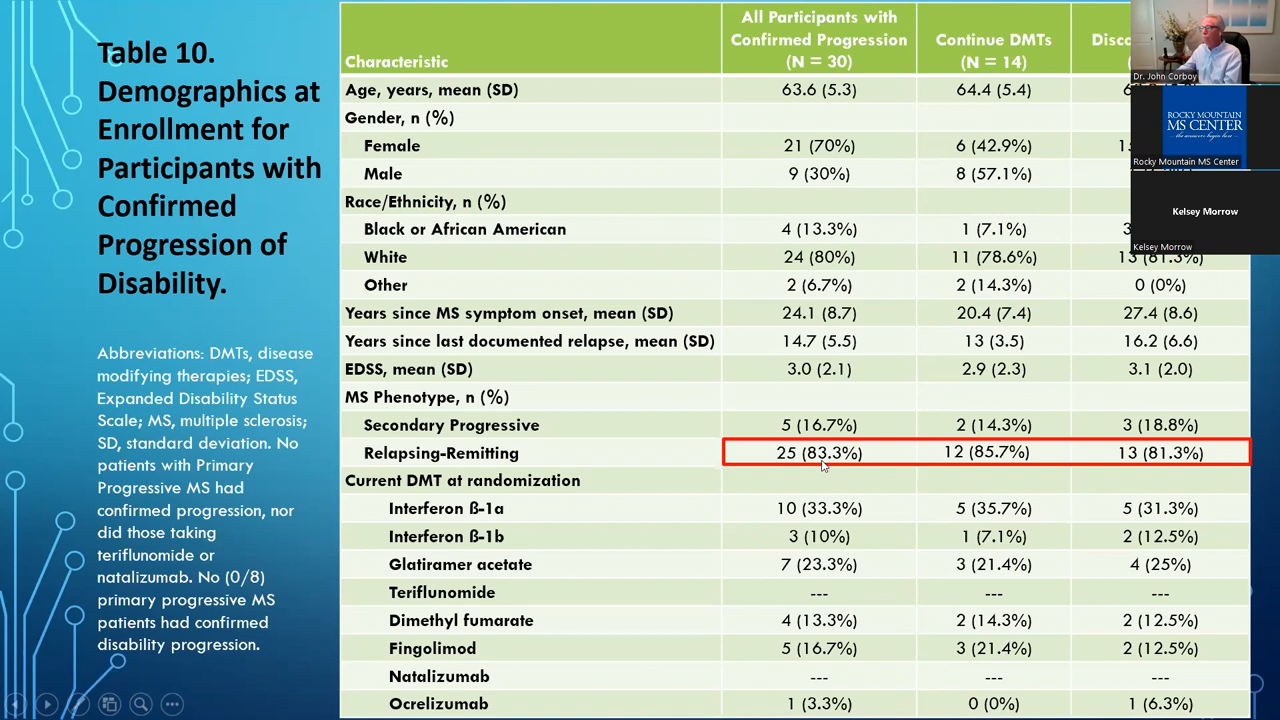 Table 10.
Demographics at
Enrollment for
Participants with
Confirmed
Progression of
Disability.
Abbreviations: DMTs, disease
modifying therapies; EDSS,
Expanded Disability Status
Scale; MS, multiple sclerosis;
SD, standard deviation. No
patients with Primary
Progressive MS had
confirmed progression, nor
did those taking
teriflunomide or
natalizumab. No (0/8)
primary progressive MS
patients had confirmed
disability progression.
All Participants with
Confirmed Progression Continue DMTs
Characteristic (N = 30) (N = 14)
Age, years, mean (SD) 63.6 (5.3) 64.4 (5.4)
Gender, n (%)
Female 21 (70%) 6 (42.9%)
Male 9 (30%) 8 (57.1%)
Race/Ethnicity, n (%)
Black or African American 4 (13.3%) 1 (7.1%)
White 24 (80%) 11 (78.6%) 13 (81.3%)
Other 2 (6.7%) 2 (14.3%) 0 (0%)
Years since MS symptom onset, mean (SD) 24.1 (8.7) 20.4 (7.4) 27.4 (8.6)
Years since last documented relapse, mean (SD) 14.7 (5.5) 13 (3.5) 16.2 (6.6)
EDSS, mean (SD) 3.0 (2.1) 2.9 (2.3) 3.1 (2.0)
MS Phenotype, n (%)
Secondary Progressive 5 (16.7%) 2 (14.3%) 3 (18.8%)
Relapsing-Remitting 25 (83.3%) 12 (85.7%) 13 (81.3%)
Current DMT at randomization
Interferon ß-1a 10 (33.3%) 5 (35.7%) 5 (31.3%)
Interferon ß-1b 3 (10%) 1 (7.1%) 2 (12.5%)
Glatiramer acetate 7 (23.3%) 3 (21.4%) 4 (25%)
Teriflunomide --- --- ---
Dimethyl fumarate 4 (13.3%) 2 (14.3%) 2 (12.5%)
Fingolimod 5 (16.7%) 3 (21.4%) 2 (12.5%)
Natalizumab --- --- ---
Ocrelizumab 1 (3.3%) 0 (0%) 1 (6.3%)
Dr. John Corboy
ROCKY MOUNTAIN
MS CENTER
Rocky Mountain MS Center
Kelsey Morrow
Kelsey Morrow